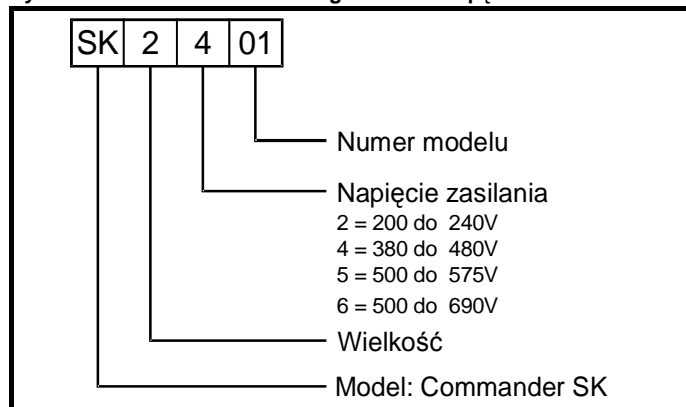 SK 2 4 01
Numer modelu
Napięcie zasilania
2 = 200 do 240V
4 = 380 do 480V
5 = 500 do 575V
6 = 500 do 690V
Wielkość
Model: Commander SK